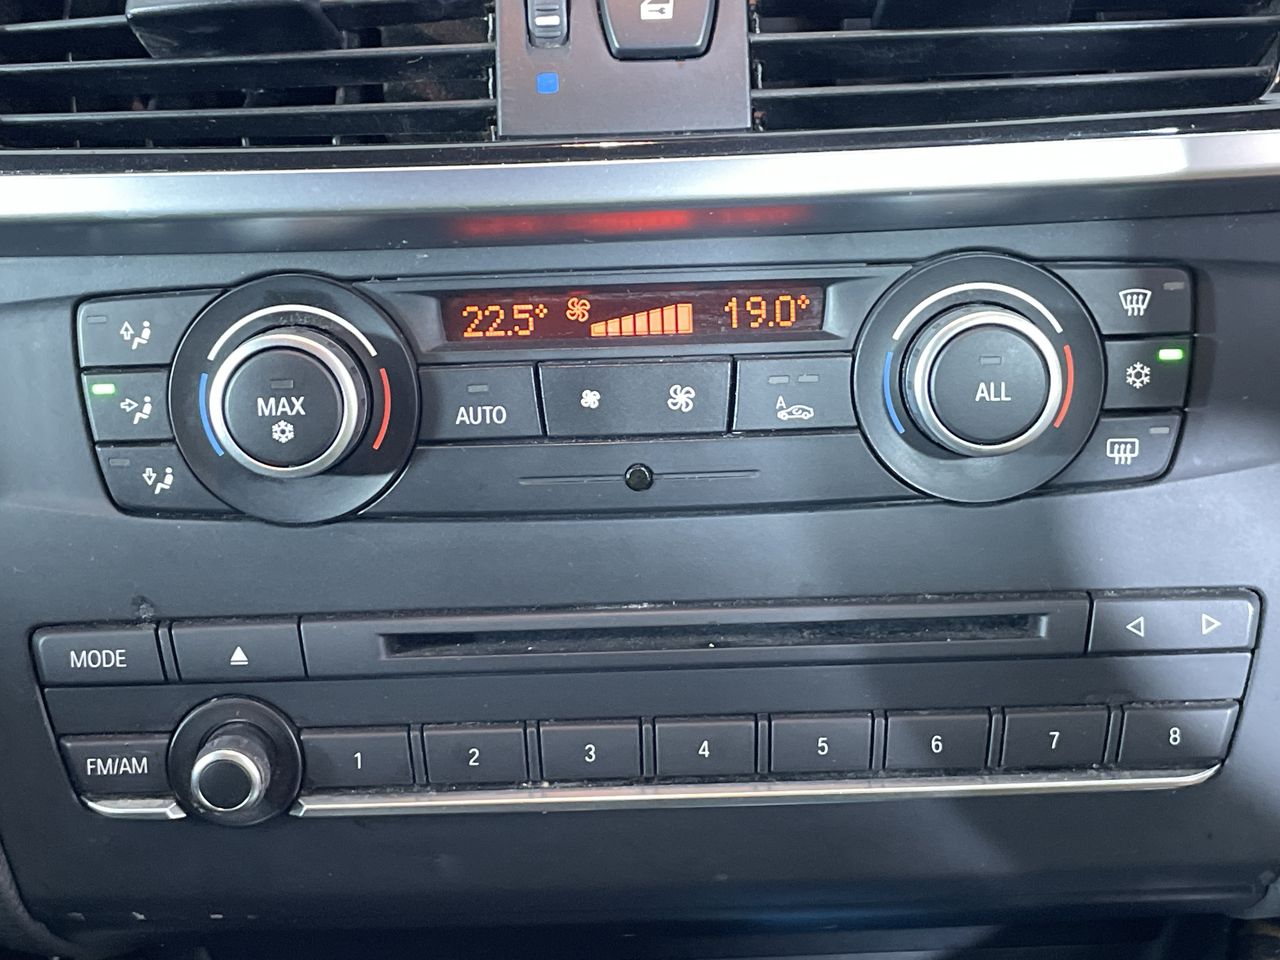 22.5° 19.0°
MAX
AUTO
A
ALL
MODE
FM/AM 1 2 3 4 5 6 7 8